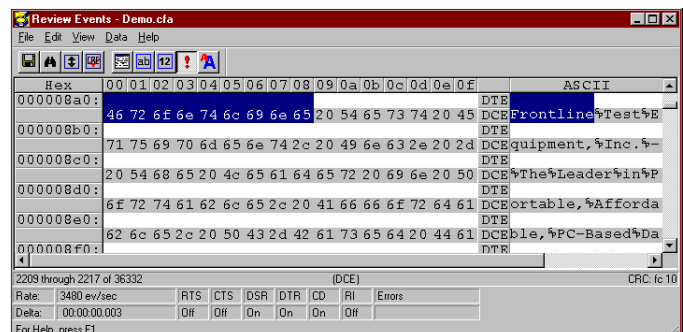 Review Events - Demo.cfa
File Edit View Data Help
Hex 00 01 02 03 04 05 06 07 08 09 0a 0b 0c 0d 0e 0f ASCII
000008a0: DTE
46 72 6f 6e 74 6c 69 6e 65 20 54 65 73 74 20 45 DCE Frontline␠Test␠E
000008b0: DTE
71 75 69 70 6d 65 6e 74 2c 20 49 6e 63 2e 20 2d DCE quipment,␠Inc.␠-
000008c0: DTE
20 54 68 65 20 4c 65 61 64 65 72 20 69 6e 20 50 DCE ␠The␠Leader␠in␠P
000008d0: DTE
6f 72 74 61 62 6c 65 2c 20 41 66 66 6f 72 64 61 DCE ortable,␠Afforda
000008e0: DTE
62 6c 65 2c 20 50 43 2d 42 61 73 65 64 20 44 61 DCE ble,␠PC-Based␠Da
000008f0: DTE
2209 through 2217 of 36332 (DCE) CRC: fc 10
Rate: 3480 ev/sec RTS CTS DSR DTR CD RI Errors
Delta: 00:00:00.003 Off Off On On On Off
For Help, press F1